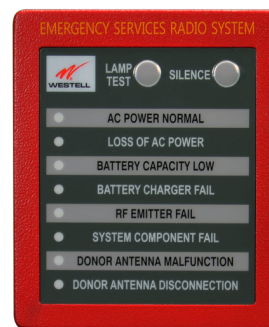 EMERGENCY SERVICES RADIO SYSTEM
LAMP TEST
SILENCE
WESTELL
AC POWER NORMAL
LOSS OF AC POWER
BATTERY CAPACITY LOW
BATTERY CHARGER FAIL
RF EMITTER FAIL
SYSTEM COMPONENT FAIL
DONOR ANTENNA MALFUNCTION
DONOR ANTENNA DISCONNECTION